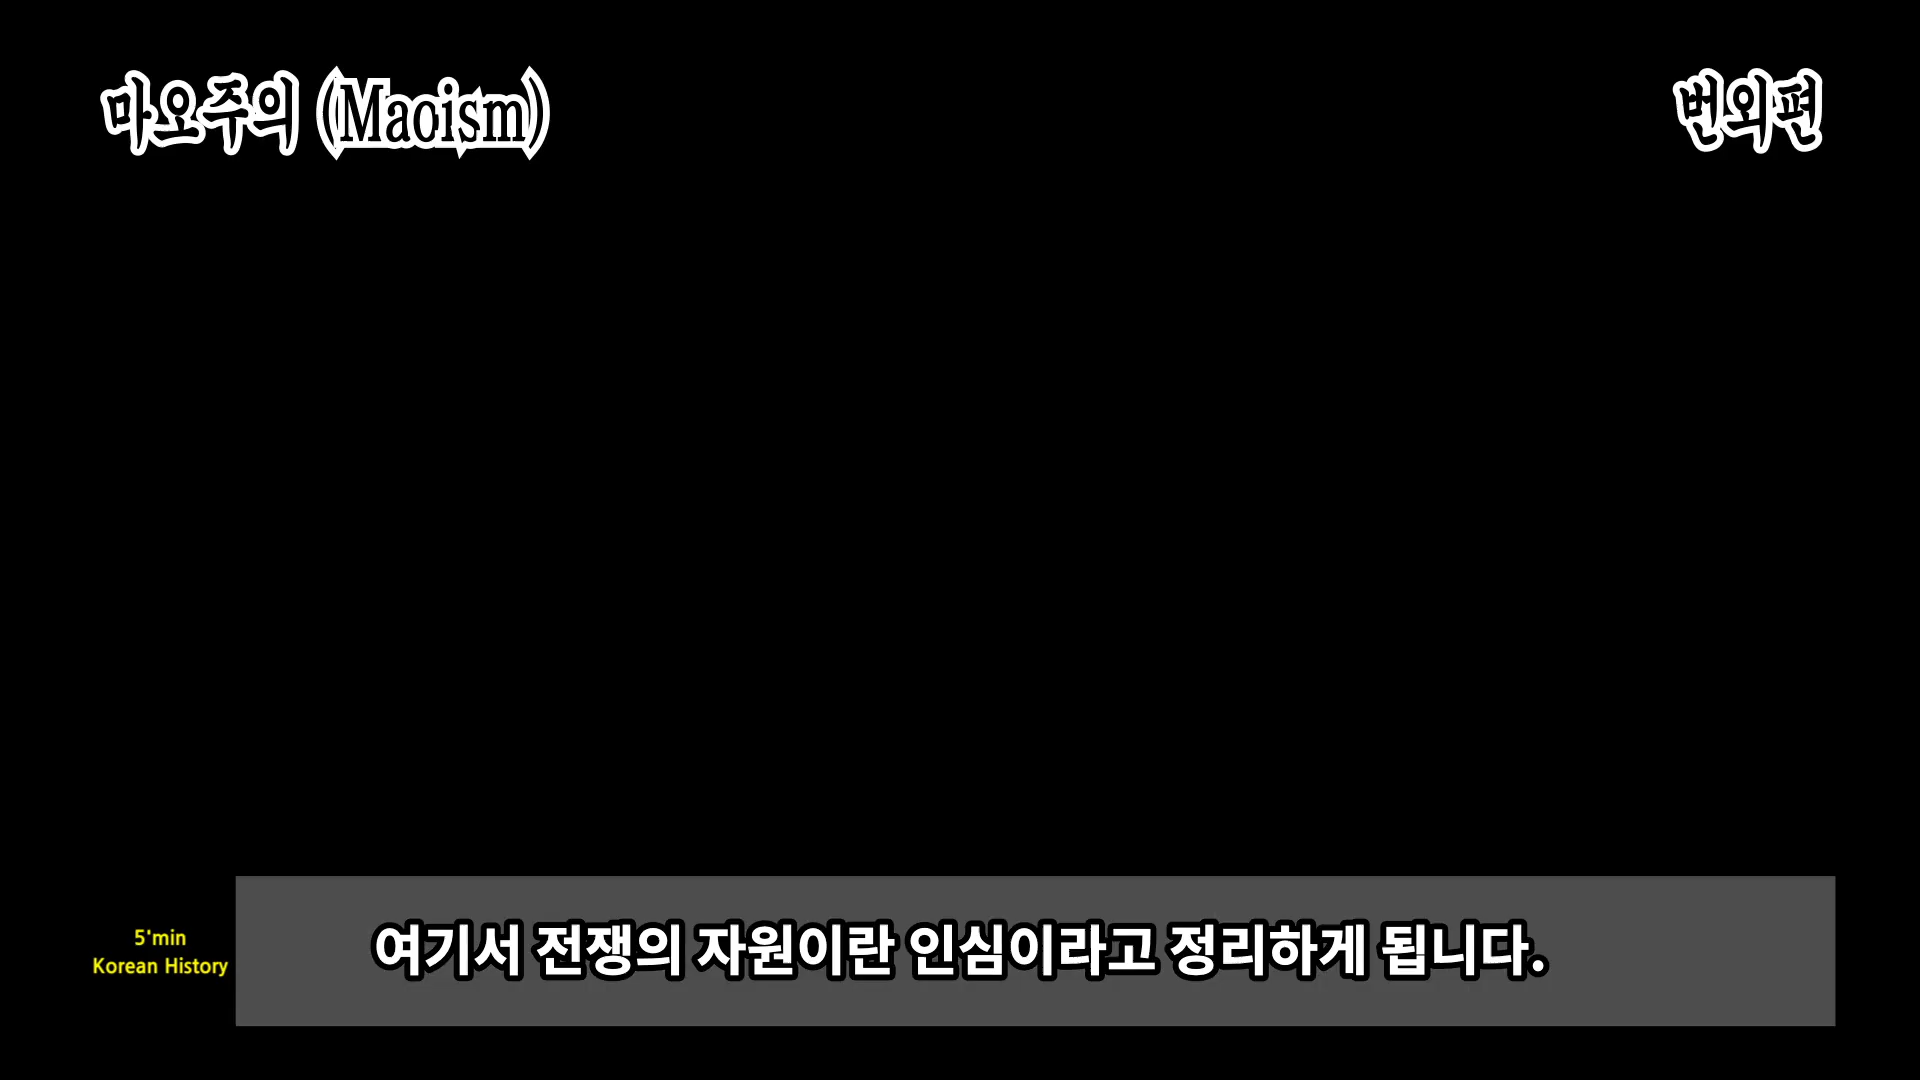 마오주의 (Maoism)
번외편
5'min
Korean History
여기서 전쟁의 자원이란 인심이라고 정리하게 됩니다.